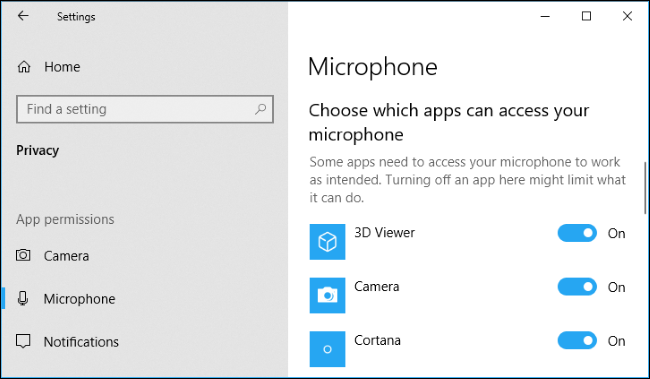 Settings
Home
Find a setting
Privacy
App permissions
Camera
Microphone
Notifications
Microphone
Choose which apps can access your
microphone
Some apps need to access your microphone to work
as intended. Turning off an app here might limit what
it can do.
3D Viewer On
Camera On
Cortana On